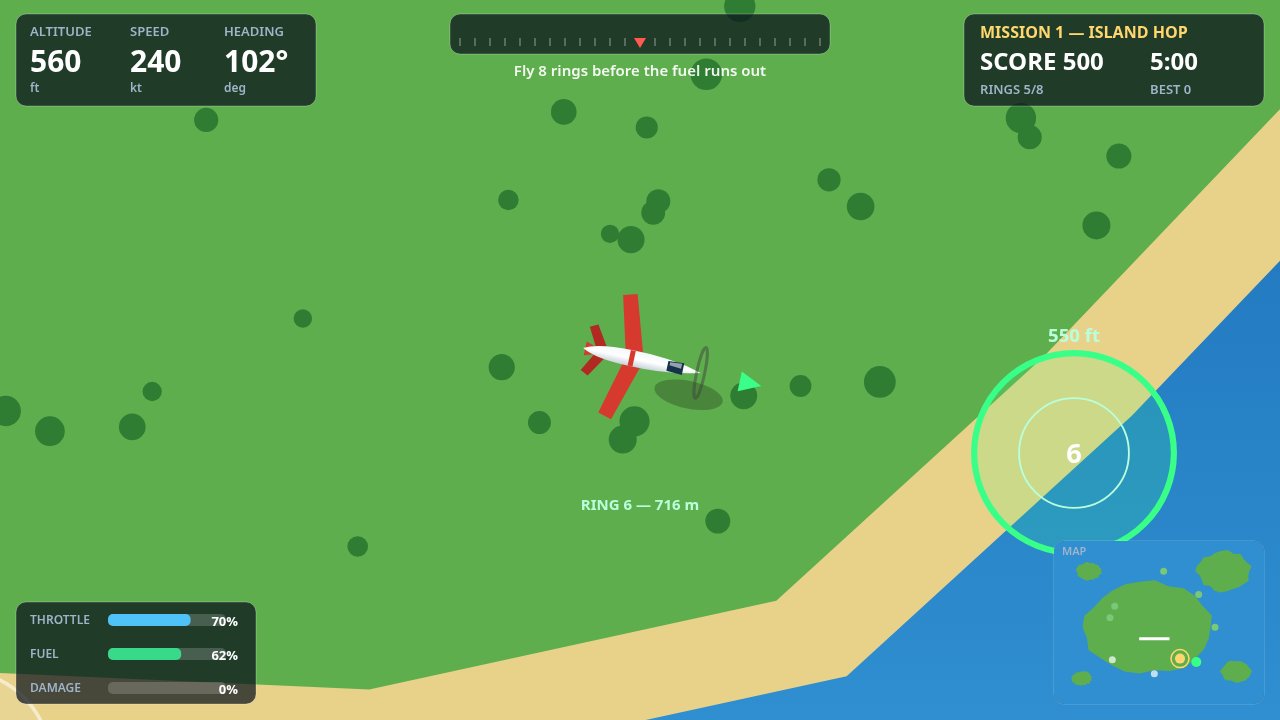 ALTITUDE SPEED HEADING
560 240 102°
ft kt deg
Fly 8 rings before the fuel runs out
MISSION 1 — ISLAND HOP
SCORE 500 5:00
RINGS 5/8 BEST 0
550 ft
6
RING 6 — 716 m
MAP
THROTTLE 70%
FUEL 62%
DAMAGE 0%